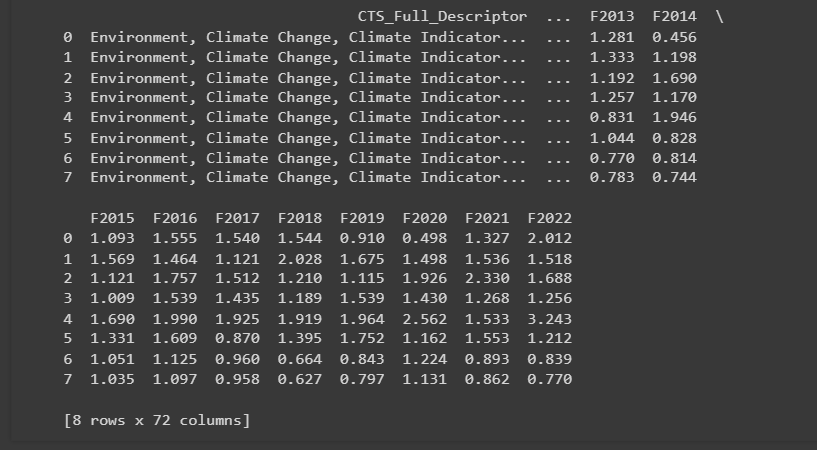 CTS_Full_Descriptor ... F2013 F2014 \
0 Environment, Climate Change, Climate Indicator... ... 1.281 0.456
1 Environment, Climate Change, Climate Indicator... ... 1.333 1.198
2 Environment, Climate Change, Climate Indicator... ... 1.192 1.690
3 Environment, Climate Change, Climate Indicator... ... 1.257 1.170
4 Environment, Climate Change, Climate Indicator... ... 0.831 1.946
5 Environment, Climate Change, Climate Indicator... ... 1.044 0.828
6 Environment, Climate Change, Climate Indicator... ... 0.770 0.814
7 Environment, Climate Change, Climate Indicator... ... 0.783 0.744
F2015 F2016 F2017 F2018 F2019 F2020 F2021 F2022
0 1.093 1.555 1.540 1.544 0.910 0.498 1.327 2.012
1 1.569 1.464 1.121 2.028 1.675 1.498 1.536 1.518
2 1.121 1.757 1.512 1.210 1.115 1.926 2.330 1.688
3 1.009 1.539 1.435 1.189 1.539 1.430 1.268 1.256
4 1.690 1.990 1.925 1.919 1.964 2.562 1.533 3.243
5 1.331 1.609 0.870 1.395 1.752 1.162 1.553 1.212
6 1.051 1.125 0.960 0.664 0.843 1.224 0.893 0.839
7 1.035 1.097 0.958 0.627 0.797 1.131 0.862 0.770
[8 rows x 72 columns]